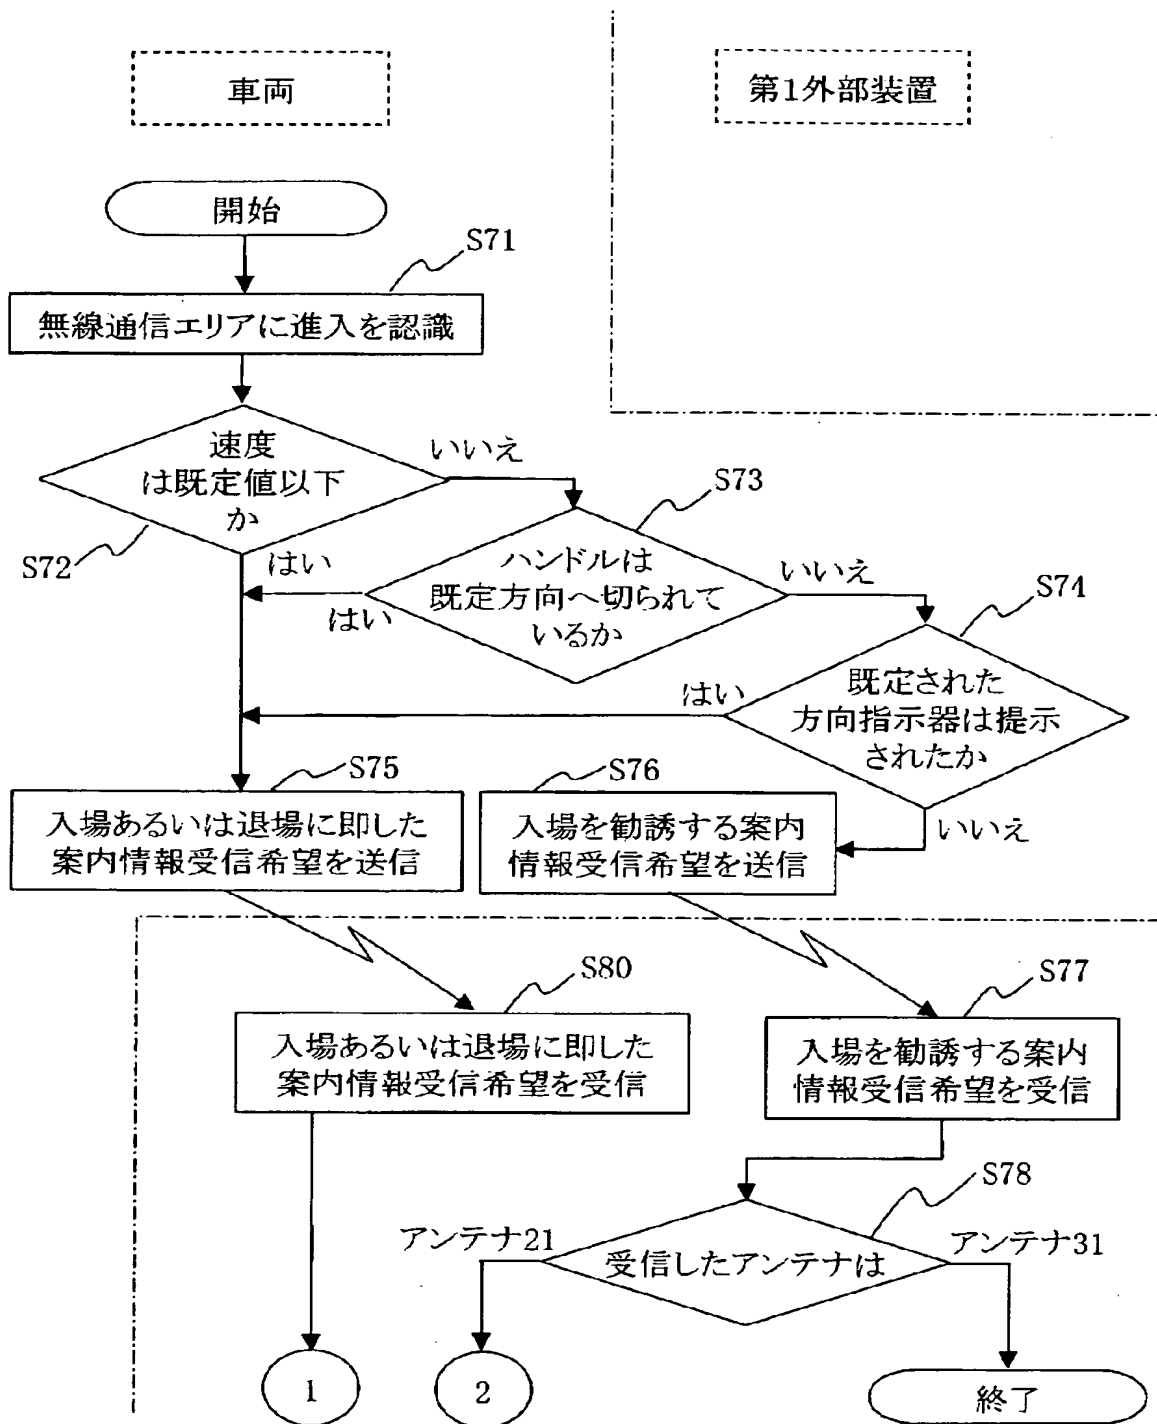 車両
第1外部装置
開始
S71
無線通信エリアに進入を認識
速度
は既定値以下
か
いいえ
S72
はい
S73
ハンドルは
既定方向へ切られて
いるか
はい
いいえ
S74
既定された
方向指示器は提示
されたか
はい
いいえ
S75
入場あるいは退場に即した
案内情報受信希望を送信
S76
入場を勧誘する案内
情報受信希望を送信
S80
入場あるいは退場に即した
案内情報受信希望を受信
S77
入場を勧誘する案内
情報受信希望を受信
S78
受信したアンテナは
アンテナ21
アンテナ31
1
2
終了